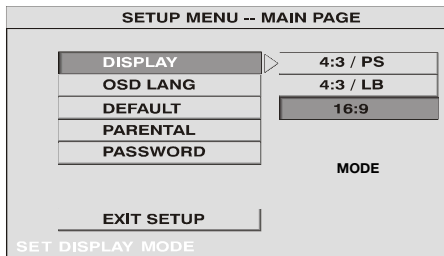 SETUP MENU -- MAIN PAGE
DISPLAY
4:3 / PS
OSD LANG
4:3 / LB
DEFAULT
16:9
PARENTAL
PASSWORD
MODE
EXIT SETUP
SET DISPLAY MODE